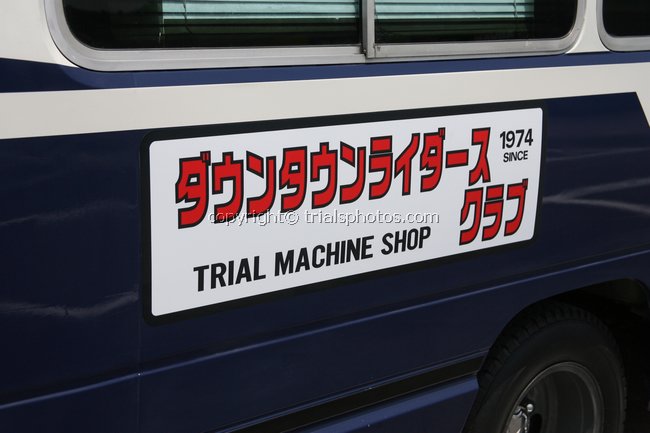 ダウンタウンライダース
クラブ
1974
SINCE
TRIAL MACHINE SHOP
copyright © trialsphotos.com